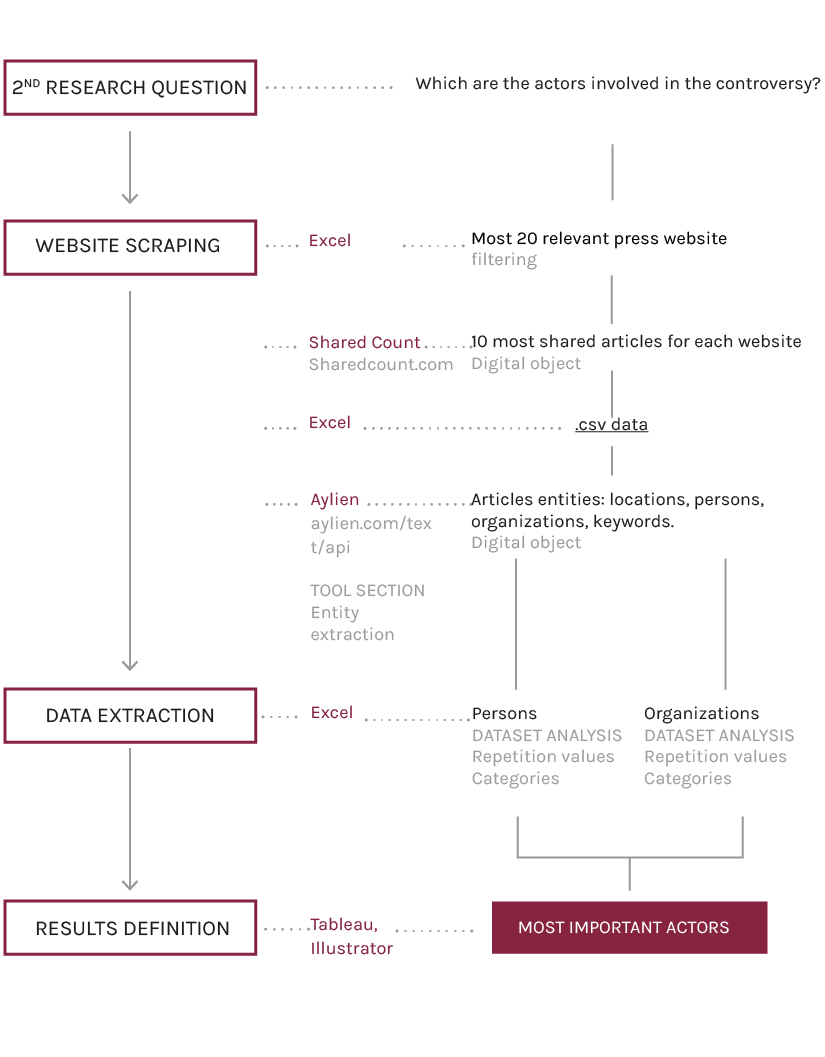 2ND RESEARCH QUESTION
Which are the actors involved in the controversy?
WEBSITE SCRAPING
Excel
Most 20 relevant press website
filtering
Shared Count
Sharedcount.com
10 most shared articles for each website
Digital object
Excel
.csv data
Aylien
aylien.com/tex
t/api
TOOL SECTION
Entity
extraction
Articles entities: locations, persons,
organizations, keywords.
Digital object
DATA EXTRACTION
Excel
Persons
DATASET ANALYSIS
Repetition values
Categories
Organizations
DATASET ANALYSIS
Repetition values
Categories
RESULTS DEFINITION
Tableau,
Illustrator
MOST IMPORTANT ACTORS